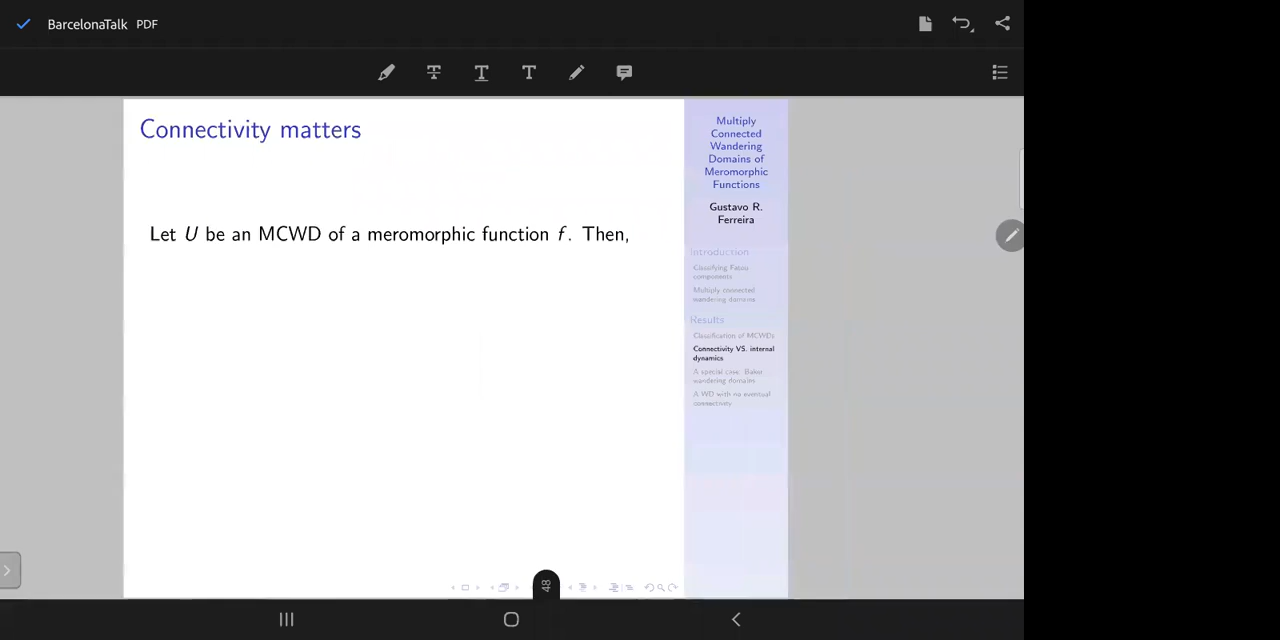 BarcelonaTalk PDF
Connectivity matters
Let U be an MCWD of a meromorphic function f. Then,
Multiply
Connected
Wandering
Domains of
Meromorphic
Functions
Gustavo R.
Ferreira
Introduction
Classifying Fatou
components
Multiply connected
wandering domains
Results
Classification of MCWDs
Connectivity VS. internal
dynamics
A special case: Baker
wandering domains
A WD with no eventual
connectivity
48